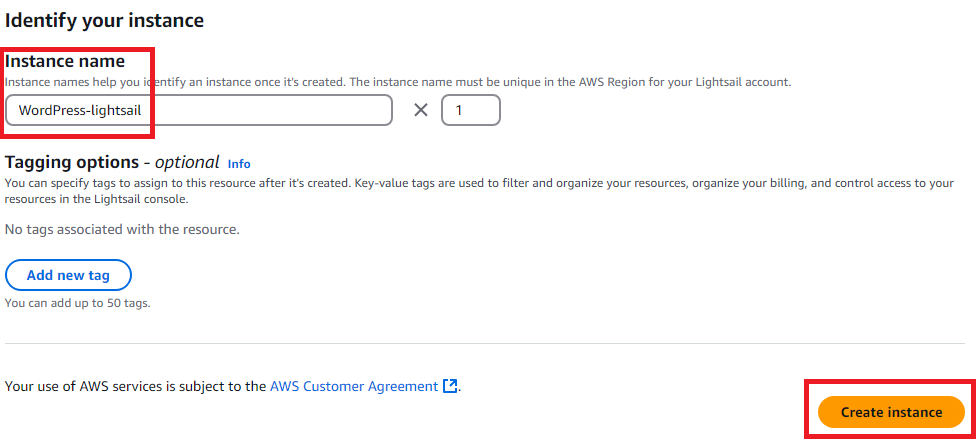 Identify your instance
Instance name
Instance names help you identify an instance once it's created. The instance name must be unique in the AWS Region for your Lightsail account.
WordPress-lightsail × 1
Tagging options - optional Info
You can specify tags to assign to this resource after it's created. Key-value tags are used to filter and organize your resources, organize your billing, and control access to your
resources in the Lightsail console.
No tags associated with the resource.
Add new tag
You can add up to 50 tags.
Your use of AWS services is subject to the AWS Customer Agreement.
Create instance